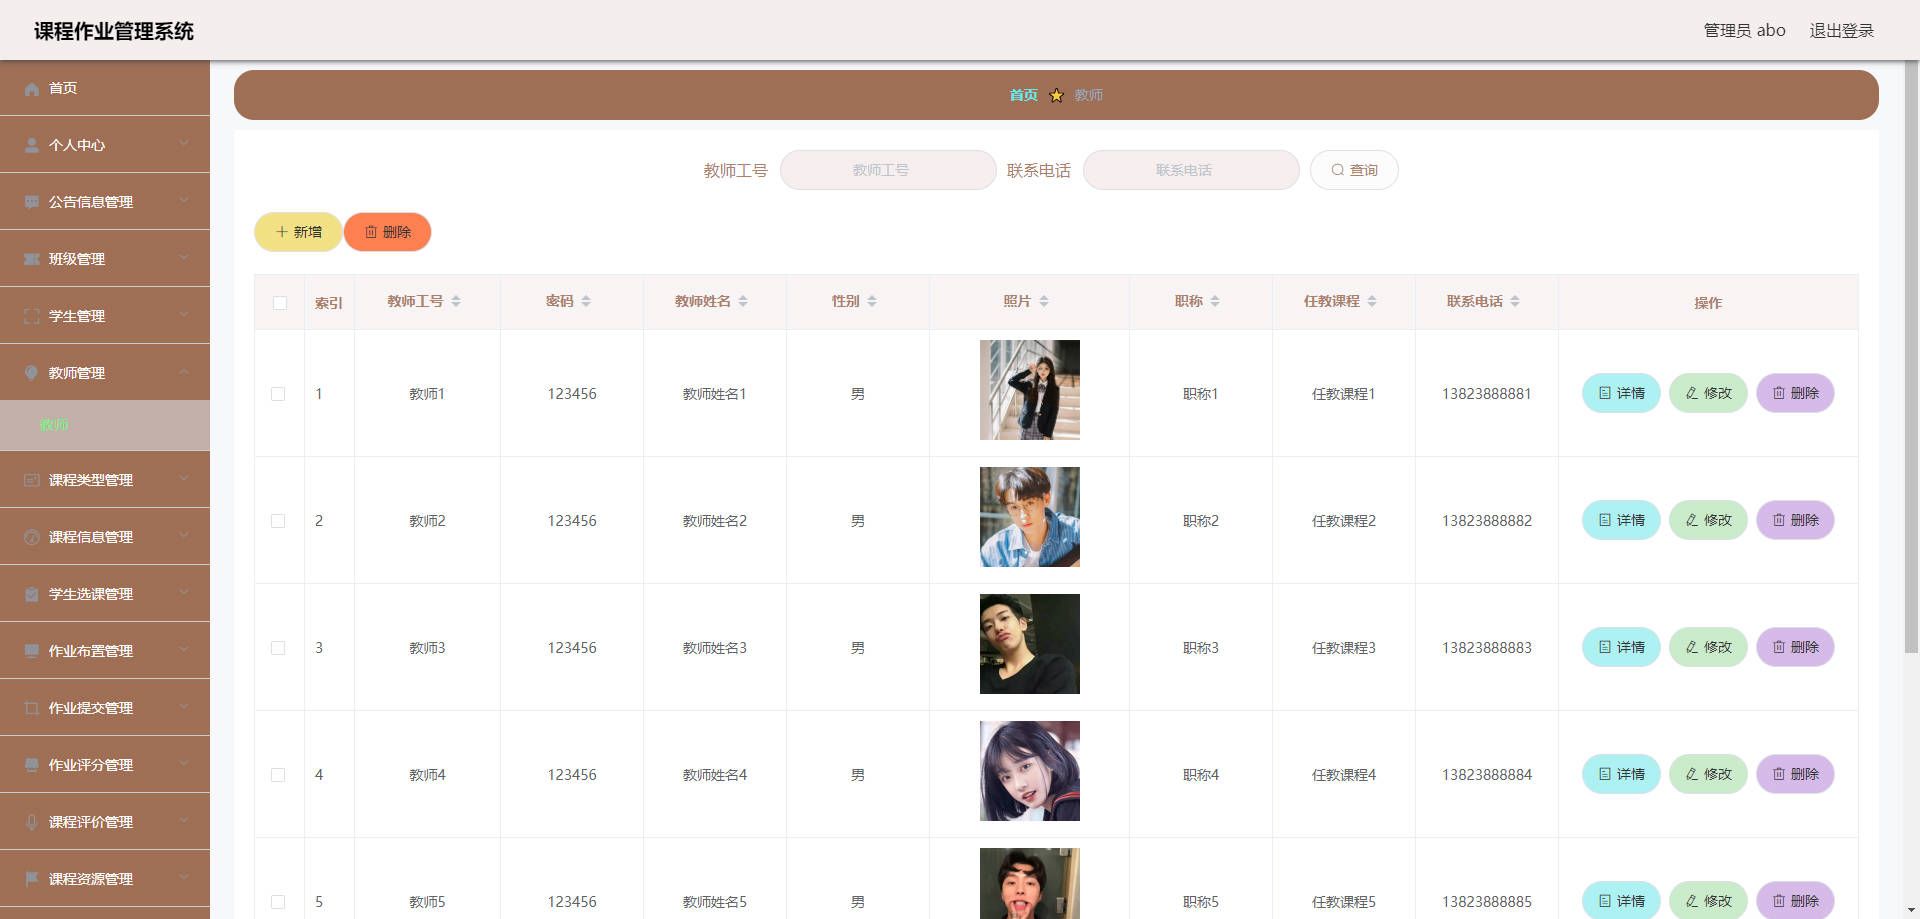 课程作业管理系统
管理员 abo 退出登录
首页
个人中心
公告信息管理
班级管理
学生管理
教师管理
教师
课程类型管理
课程信息管理
学生选课管理
作业布置管理
作业提交管理
作业评分管理
课程评价管理
课程资源管理
首页 教师
教师工号 教师工号 联系电话 联系电话 查询
新增 删除
索引 教师工号 密码 教师姓名 性别 照片 职称 任教课程 联系电话 操作
1 教师1 123456 教师姓名1 男 职称1 任教课程1 13823888881 详情 修改 删除
2 教师2 123456 教师姓名2 男 职称2 任教课程2 13823888882 详情 修改 删除
3 教师3 123456 教师姓名3 男 职称3 任教课程3 13823888883 详情 修改 删除
4 教师4 123456 教师姓名4 男 职称4 任教课程4 13823888884 详情 修改 删除
5 教师5 123456 教师姓名5 男 职称5 任教课程5 13823888885 详情 修改 删除